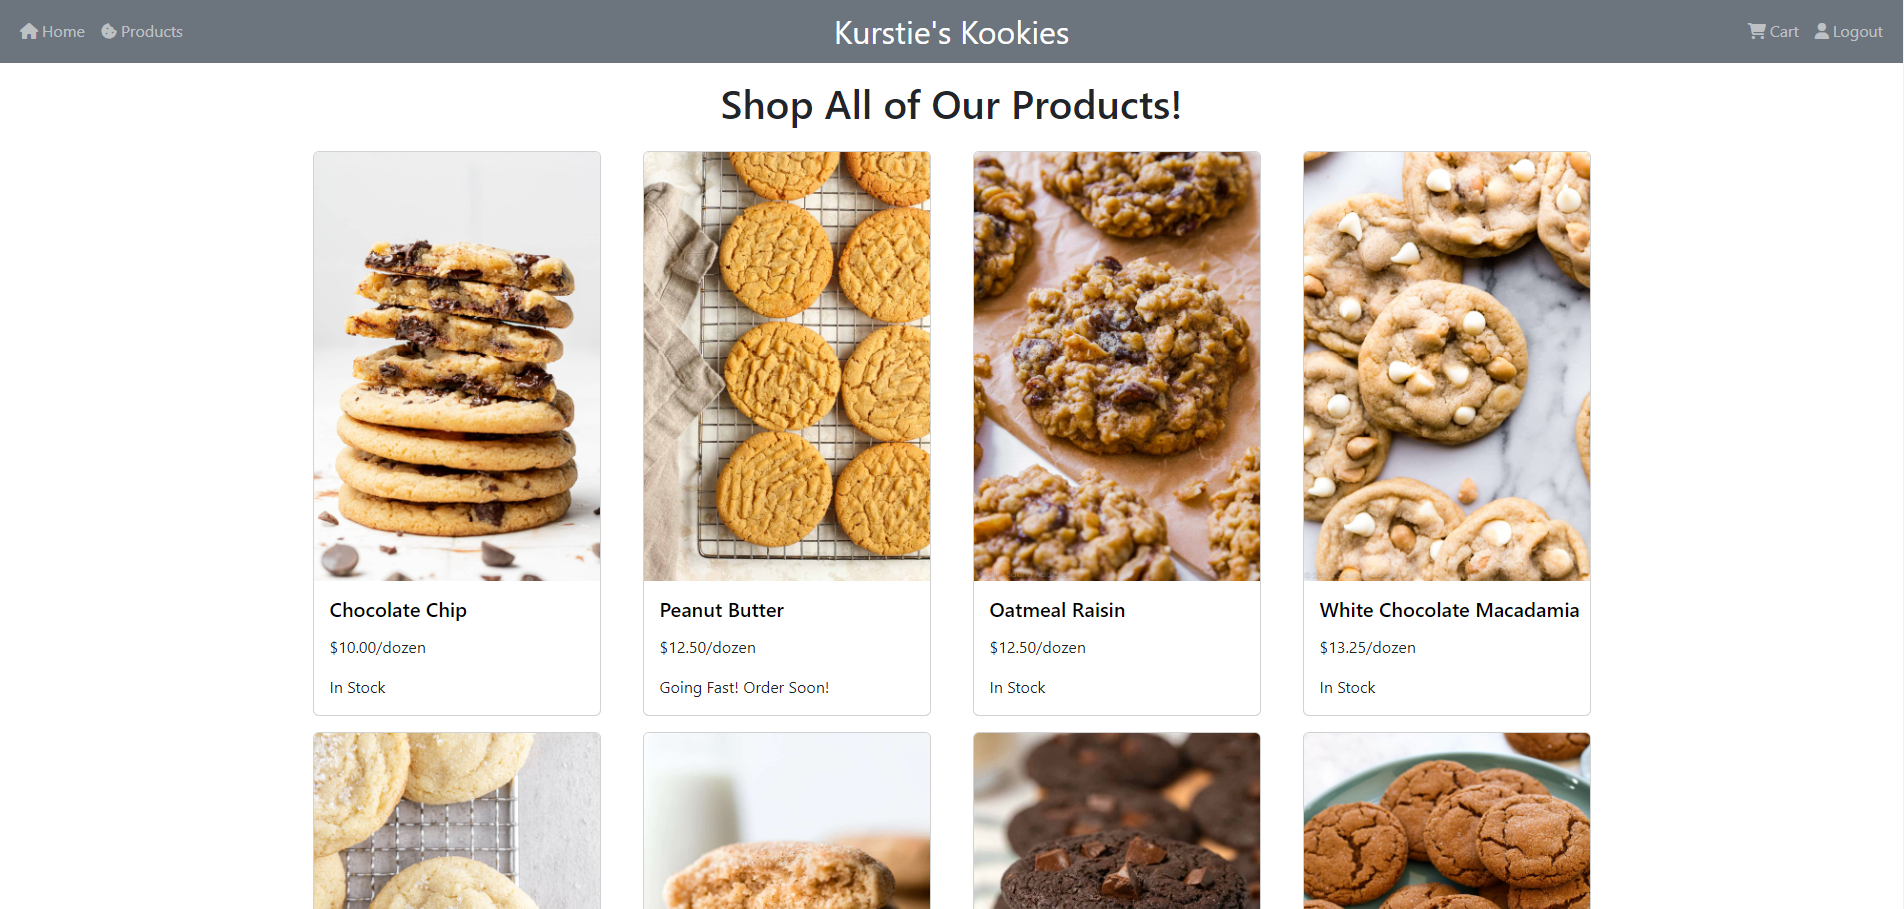 Home Products Kurstie's Kookies Cart Logout
Shop All of Our Products!
Chocolate Chip
$10.00/dozen
In Stock
Peanut Butter
$12.50/dozen
Going Fast! Order Soon!
Oatmeal Raisin
$12.50/dozen
In Stock
White Chocolate Macadamia
$13.25/dozen
In Stock